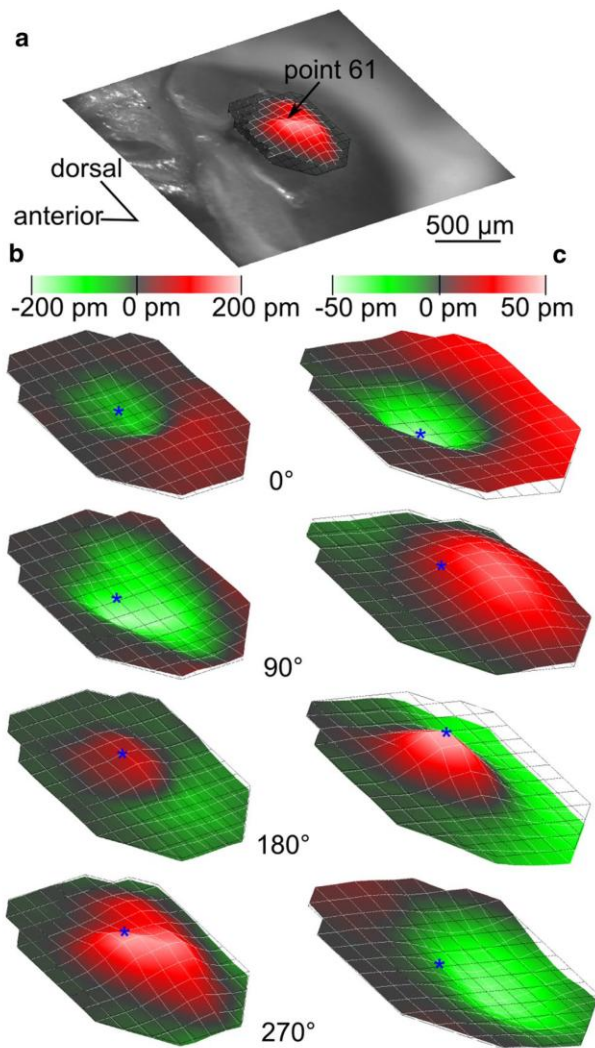 a
point 61
dorsal
anterior
500 µm
b
c
-200 pm 0 pm 200 pm
-50 pm 0 pm 50 pm
*
*
0°
*
*
90°
*
*
180°
*
*
270°